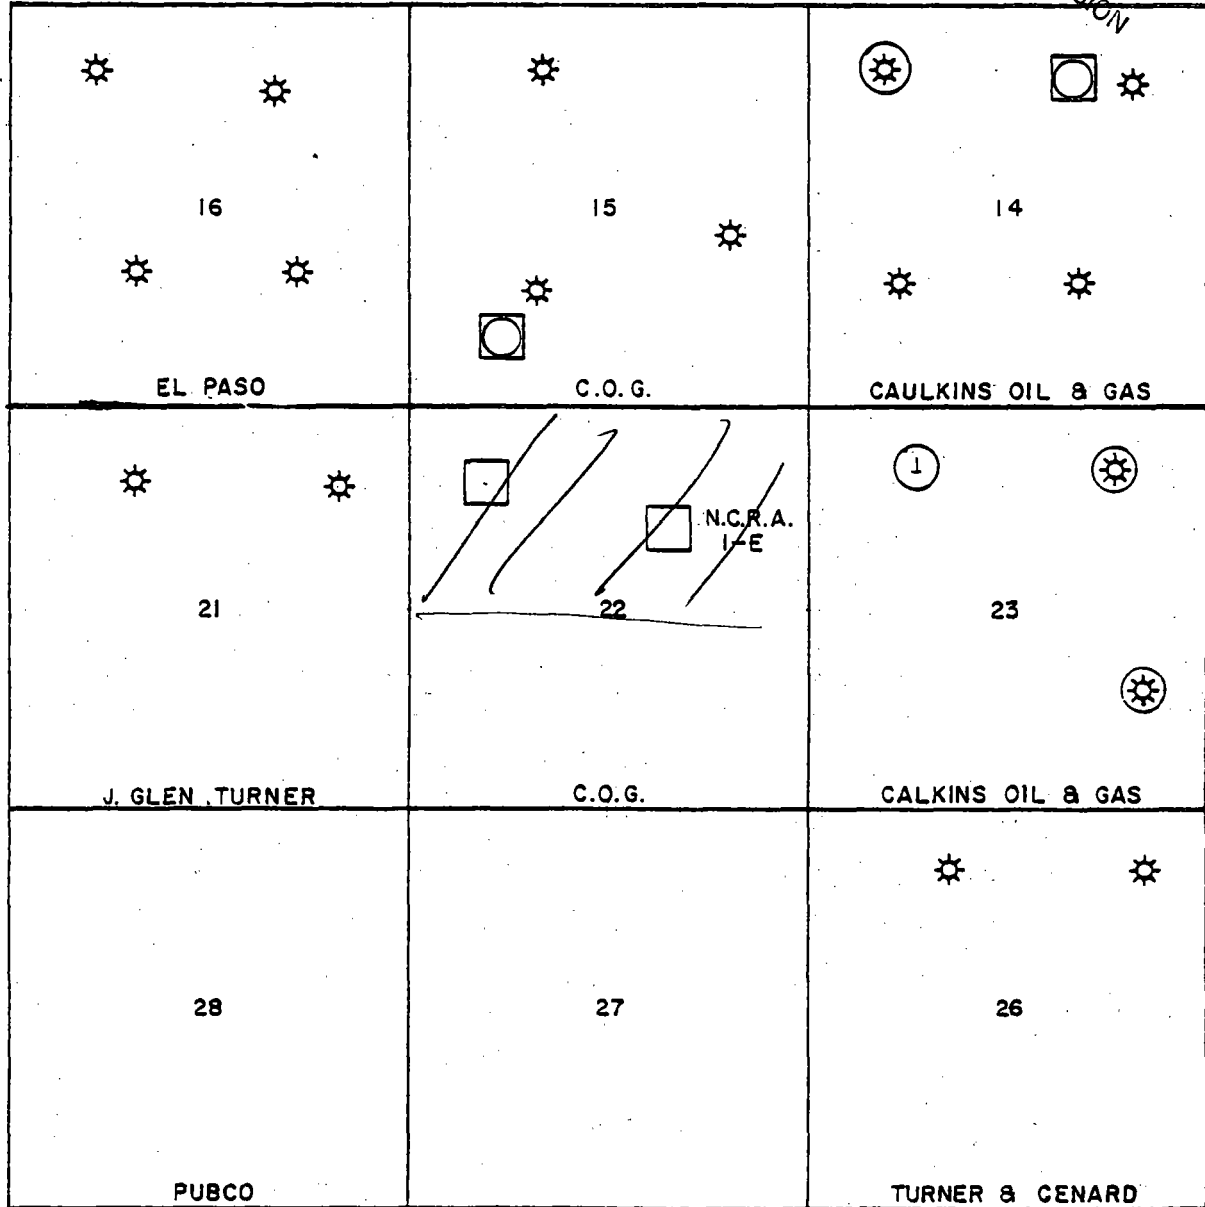 16
15
14
EL PASO
C.O.G.
CAULKINS OIL & GAS
1
N.C.R.A.
1-E
21
22
23
J. GLEN TURNER
C.O.G.
CALKINS OIL & GAS
28
27
26
PUBCO
TURNER & CENARD